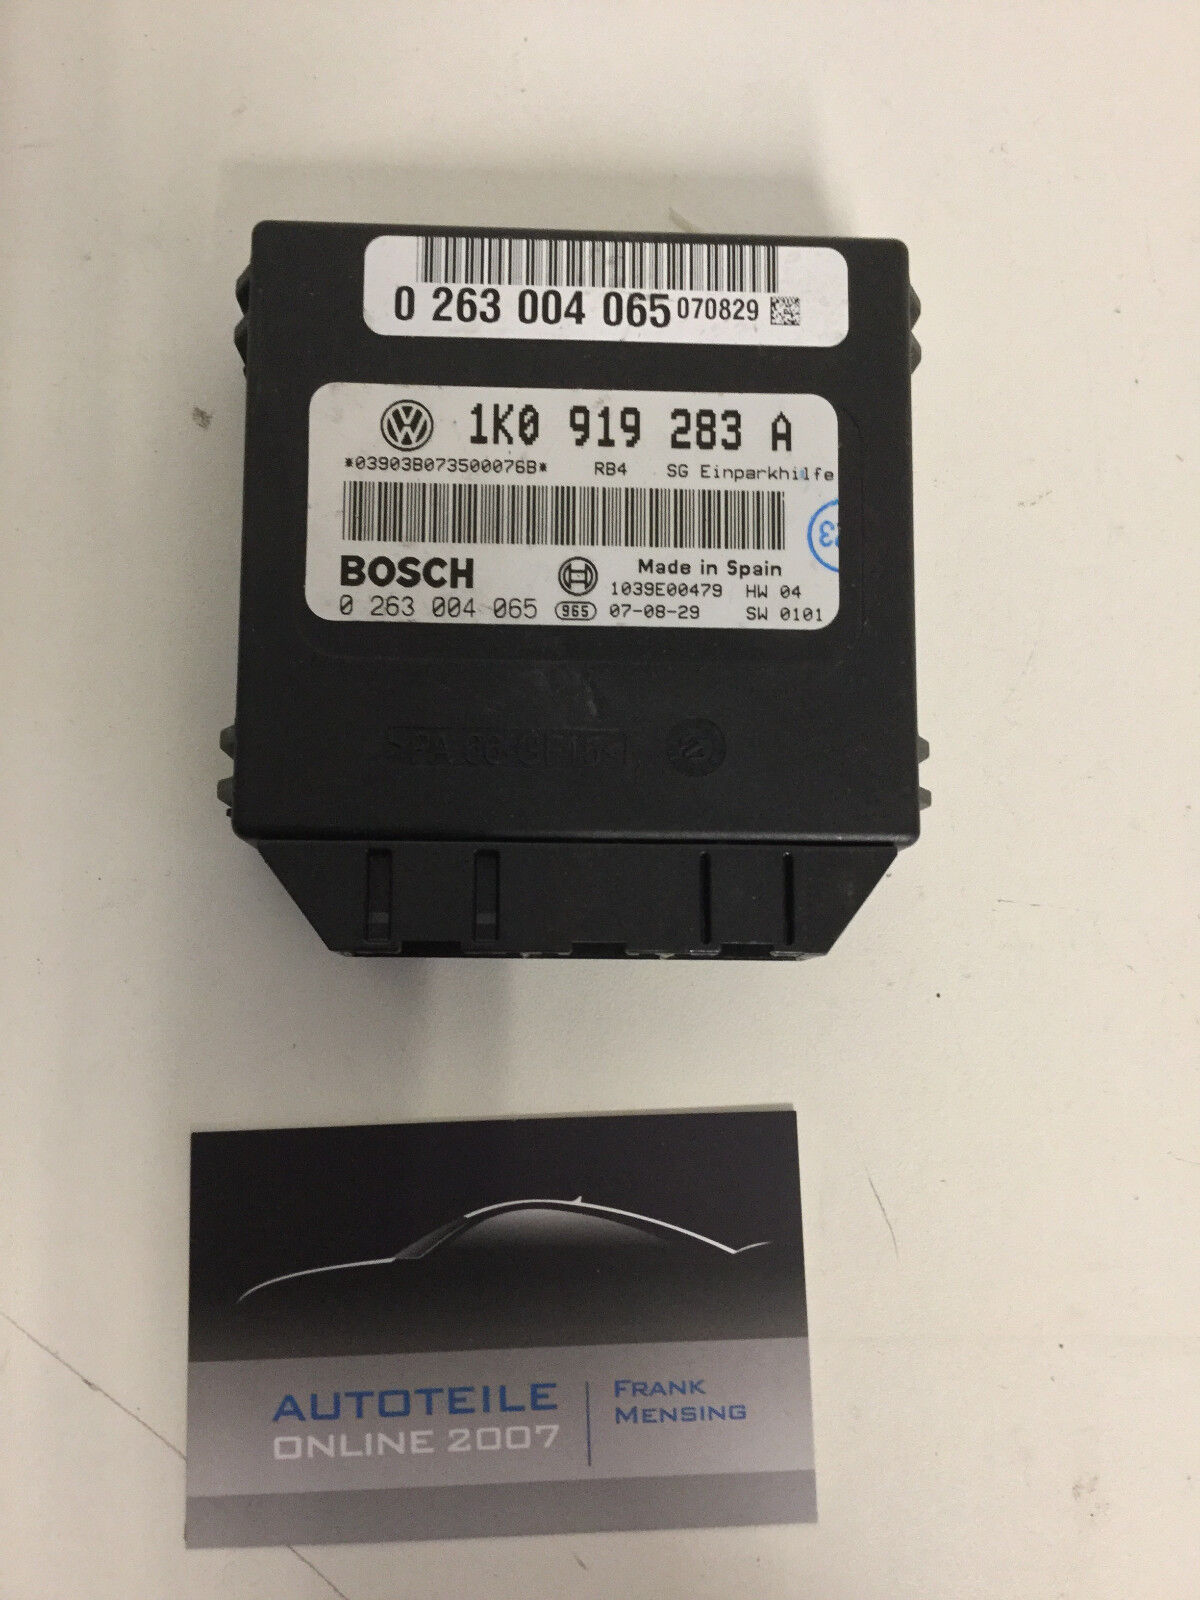 0 263 004 065 070829
1K0 919 283 A
*03903B073500076B* RB4 SG Einparkhilfe
BOSCH
Made in Spain
1039E00479 HW 04
0 263 004 065 965 07-08-29 SW 0101
AUTOTEILE
ONLINE 2007
FRANK
MENSING